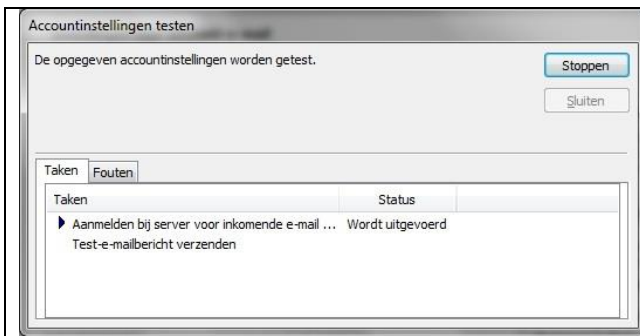 Accountinstellingen testen
De opgegeven accountinstellingen worden getest.
Stoppen
Sluiten
Taken Fouten
Taken Status
Aanmelden bij server voor inkomende e-mail ... Wordt uitgevoerd
Test-e-mailbericht verzenden